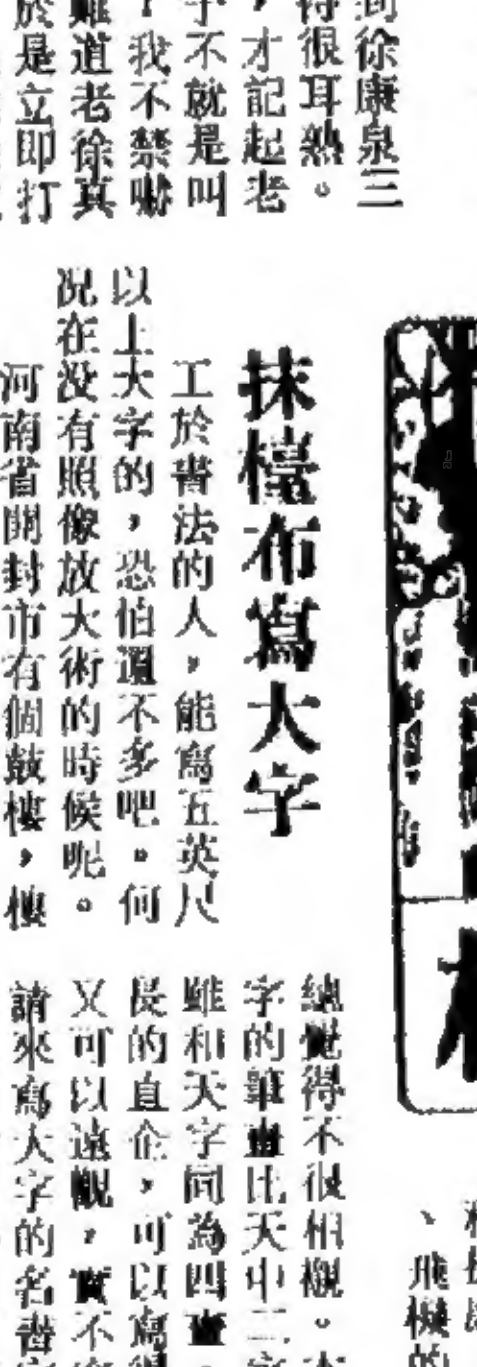 到徐康泉三
得很耳熟。
，才記起老
字不就是叫
？我不禁嚇
難道老徐真
於是立即打
抹檯布寫大字
工於書法的人，能寫五英尺
以上大字的，恐怕還不多吧。何
況在没有照像放大術的時候呢。
河南省開封市有個鼓樓，樓
總覺得不很相襯。
字的筆畫比天中二字
雖和天字同為四畫。
長的直企，可以寫得
又可以遠觀，實不
請來寫大字的名書
、飛機的